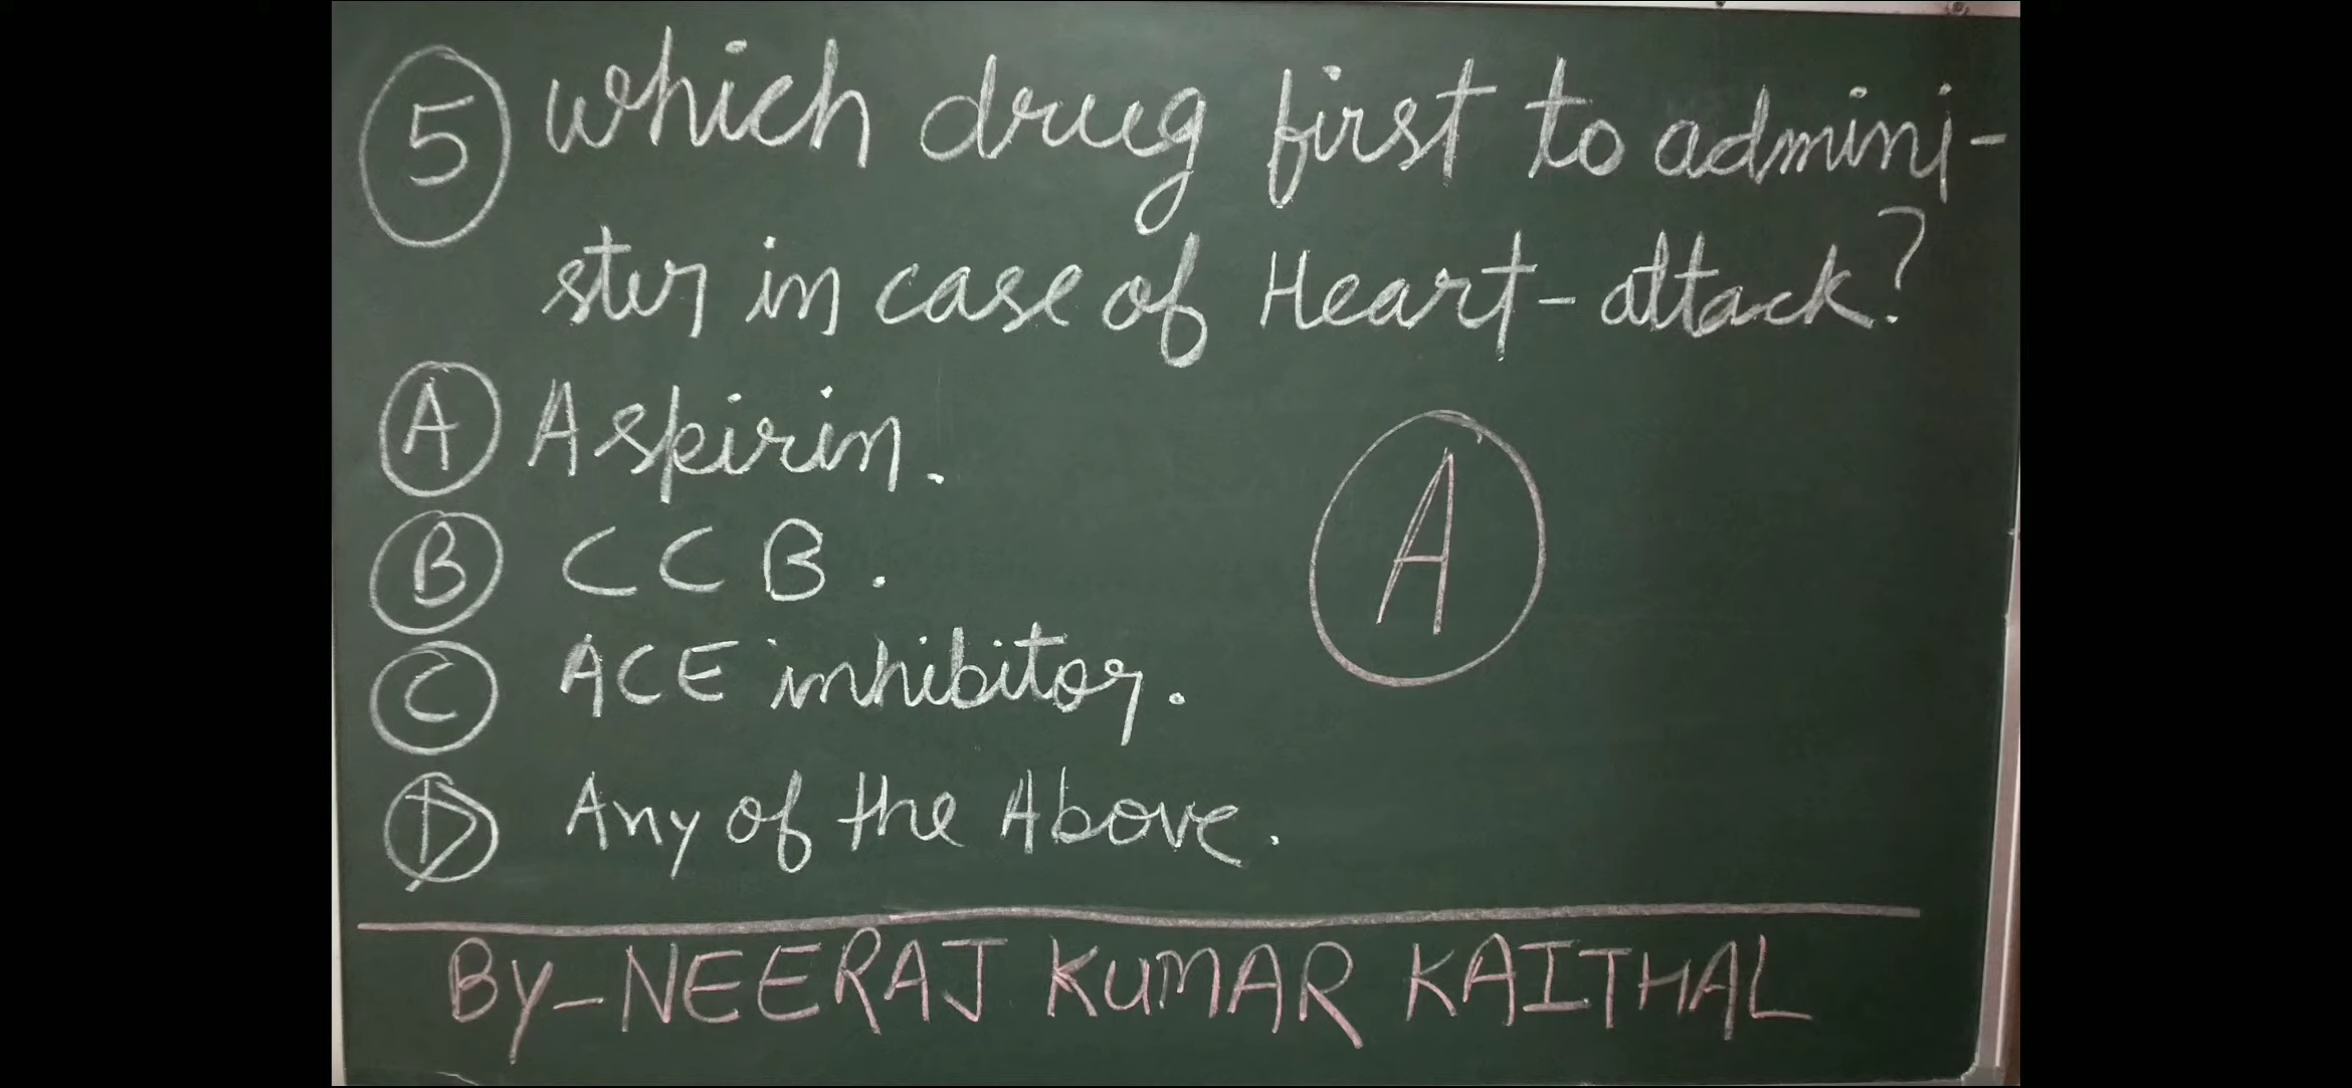 5 which drug first to admini-
ster in case of Heart-attack?
A Aspirin.
B CCB.
C ACE inhibitor.
D Any of the Above.
A
BY-NEERAJ KUMAR KAITHAL